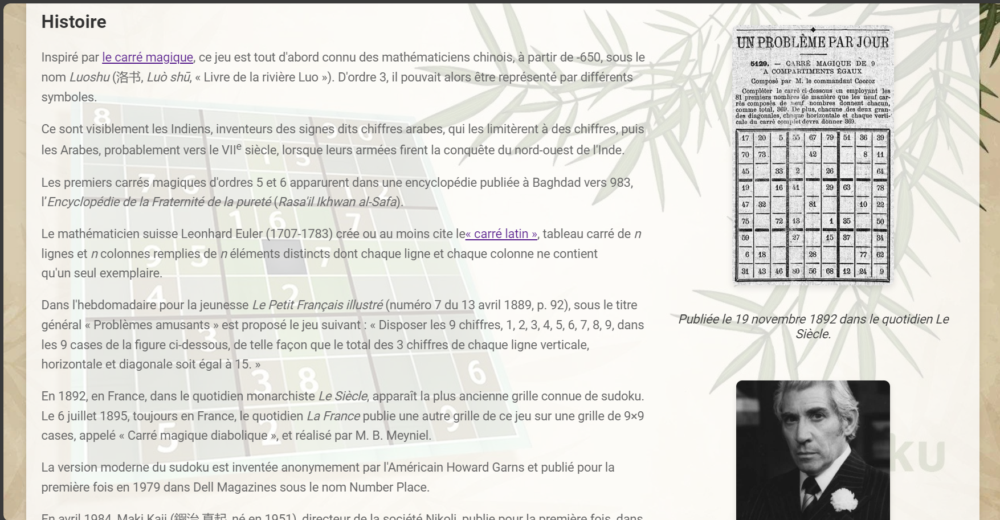 Histoire
Inspiré par le carré magique, ce jeu est tout d'abord connu des mathématiciens chinois, à partir de -650, sous le
nom Luoshu (洛书, Luò shū, « Livre de la rivière Luo »). D'ordre 3, il pouvait alors être représenté par différents
symboles.
Ce sont visiblement les Indiens, inventeurs des signes dits chiffres arabes, qui les limitèrent à des chiffres, puis
les Arabes, probablement vers le VIIe siècle, lorsque leurs armées firent la conquête du nord-ouest de l'Inde.
Les premiers carrés magiques d'ordres 5 et 6 apparurent dans une encyclopédie publiée à Baghdad vers 983,
l'Encyclopédie de la Fraternité de la pureté (Rasa'il Ikhwan al-Safa).
Le mathématicien suisse Leonhard Euler (1707-1783) crée ou au moins cite le« carré latin », tableau carré de n
lignes et n colonnes remplies de n éléments distincts dont chaque ligne et chaque colonne ne contient
qu'un seul exemplaire.
Dans l'hebdomadaire pour la jeunesse Le Petit Français illustré (numéro 7 du 13 avril 1889, p. 92), sous le titre
général « Problèmes amusants » est proposé le jeu suivant : « Disposer les 9 chiffres, 1, 2, 3, 4, 5, 6, 7, 8, 9, dans
les 9 cases de la figure ci-dessous, de telle façon que le total des 3 chiffres de chaque ligne verticale,
horizontale et diagonale soit égal à 15. »
En 1892, en France, dans le quotidien monarchiste Le Siècle, apparaît la plus ancienne grille connue de sudoku.
Le 6 juillet 1895, toujours en France, le quotidien La France publie une autre grille de ce jeu sur une grille de 9×9
cases, appelé « Carré magique diabolique », et réalisé par M. B. Meyniel.
La version moderne du sudoku est inventée anonymement par l'Américain Howard Garns et publié pour la
première fois en 1979 dans Dell Magazines sous le nom Number Place.
En avril 1984, Maki Kaji (鍜治 真起, né en 1951), directeur de la société Nikoli, publie pour la première fois, dans
UN PROBLÈME PAR JOUR
5129. — CARRÉ MAGIQUE DE 9
A COMPARTIMENTS ÉGAUX
Composé par M. le commandant Coccoz
Compléter le carré ci-dessous en employant les
81 premiers nombres de manière que les neuf car-
rés composés de neuf nombres donnent chacun,
comme total, 369. De plus, chacune des deux gran-
des diagonales, chaque horizontale et chaque verti-
cale du carré complet devra donner 369.
17 20 5 55 67 79 51 36 39
70 73 42 8 11
45 33 2 26 64
19 16 41 29 63 78
47 32 81 10 22
75 72 13 1 35 50
59 27 15 37 34
6 18 28 77 62
31 43 46 80 56 68 12 24 9
Publiée le 19 novembre 1892 dans le quotidien Le
Siècle.
KU